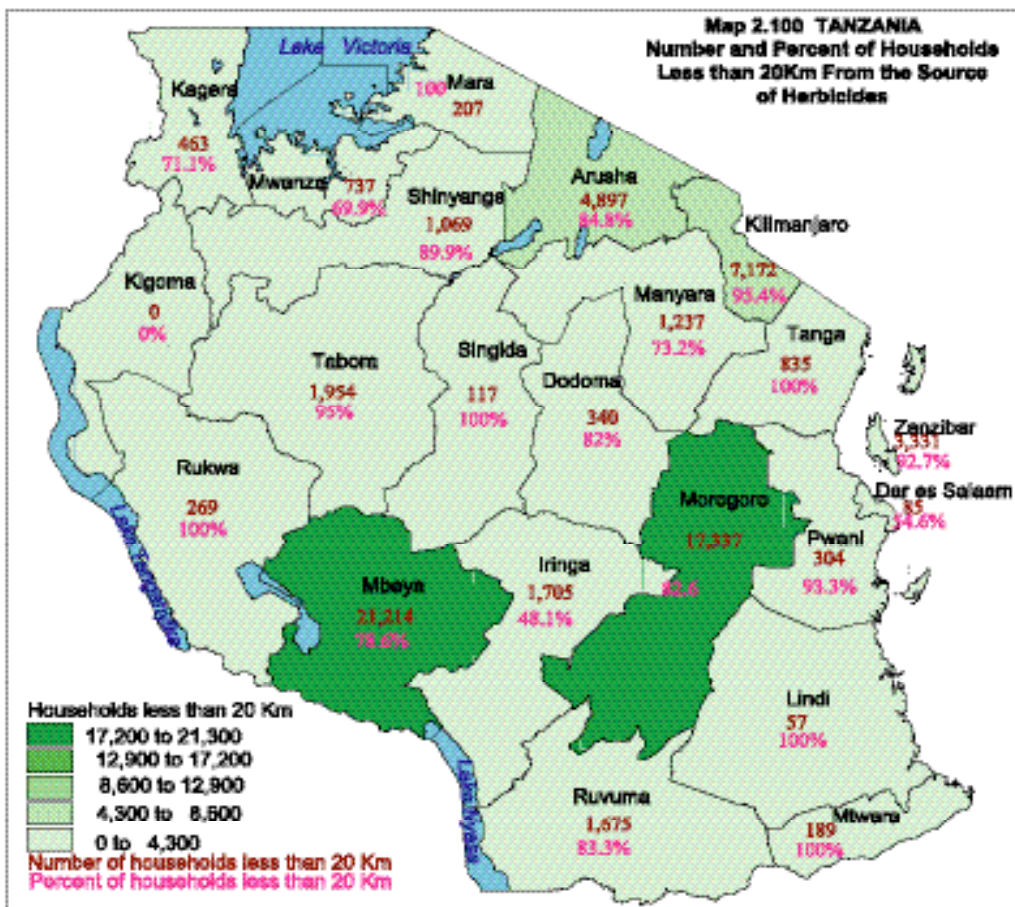 Map 2.100 TANZANIA
Number and Percent of Households
Less than 20Km From the Source
of Herbicides
Lake Victoria
Kagera
463
71.1%
Mara
100
207
Mwanza
737
69.9%
Shinyanga
1,069
89.9%
Arusha
4,897
84.8%
Kilimanjaro
7,172
95.4%
Kigoma
0
0%
Tabora
1,954
95%
Singida
117
100%
Dodoma
340
82%
Manyara
1,237
73.2%
Tanga
835
100%
Zanzibar
3,331
92.7%
Dar es Salaam
85
Rukwa
269
100%
Lake Tanganyika
Mbeya
21,214
78.6%
Iringa
1,705
48.1%
Morogoro
17,337
82.6
Pwani
304
93.3%
Lindi
57
100%
Ruvuma
1,675
83.3%
Mtwara
189
100%
Lake Nyasa
Households less than 20 Km
17,200 to 21,300
12,900 to 17,200
8,600 to 12,900
4,300 to 8,600
0 to 4,300
Number of households less than 20 Km
Percent of households less than 20 Km